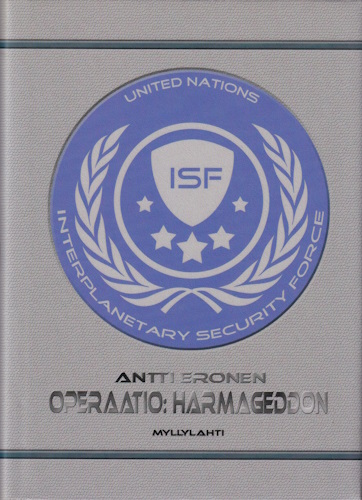 UNITED NATIONS
ISF
INTERPLANETARY SECURITY FORCE
ANTTI ERONEN
OPERAATIO: HARMAGEDDON
MYLLYLAHTI